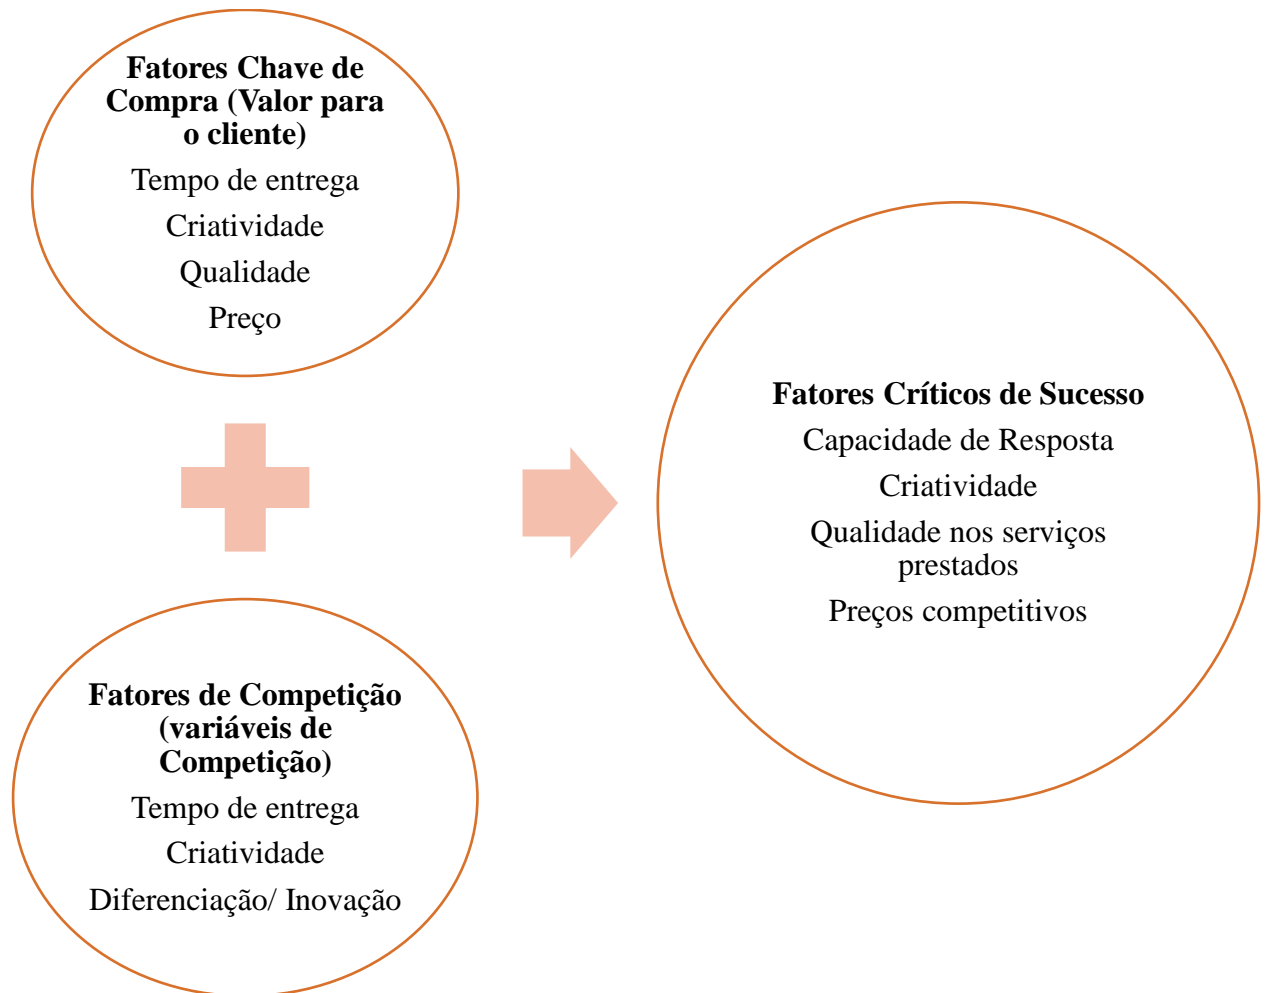 Fatores Chave de
Compra (Valor para
o cliente)
Tempo de entrega
Criatividade
Qualidade
Preço
Fatores de Competição
(variáveis de
Competição)
Tempo de entrega
Criatividade
Diferenciação/ Inovação
Fatores Críticos de Sucesso
Capacidade de Resposta
Criatividade
Qualidade nos serviços
prestados
Preços competitivos